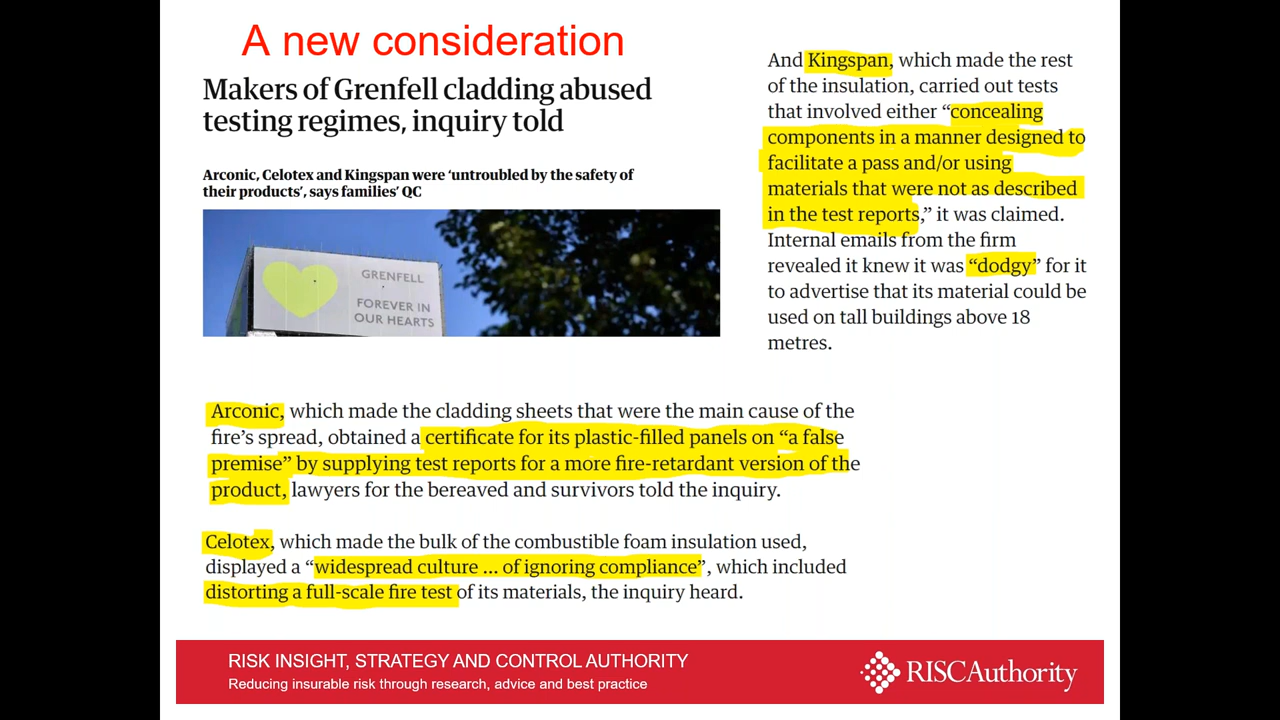 A new consideration
Makers of Grenfell cladding abused
testing regimes, inquiry told
Arconic, Celotex and Kingspan were ‘untroubled by the safety of
their products’, says families’ QC
GRENFELL
FOREVER IN
OUR HEARTS
And Kingspan, which made the rest
of the insulation, carried out tests
that involved either “concealing
components in a manner designed to
facilitate a pass and/or using
materials that were not as described
in the test reports,” it was claimed.
Internal emails from the firm
revealed it knew it was “dodgy” for it
to advertise that its material could be
used on tall buildings above 18
metres.
Arconic, which made the cladding sheets that were the main cause of the
fire’s spread, obtained a certificate for its plastic-filled panels on “a false
premise” by supplying test reports for a more fire-retardant version of the
product, lawyers for the bereaved and survivors told the inquiry.
Celotex, which made the bulk of the combustible foam insulation used,
displayed a “widespread culture ... of ignoring compliance”, which included
distorting a full-scale fire test of its materials, the inquiry heard.
RISK INSIGHT, STRATEGY AND CONTROL AUTHORITY
Reducing insurable risk through research, advice and best practice
RISCAuthority